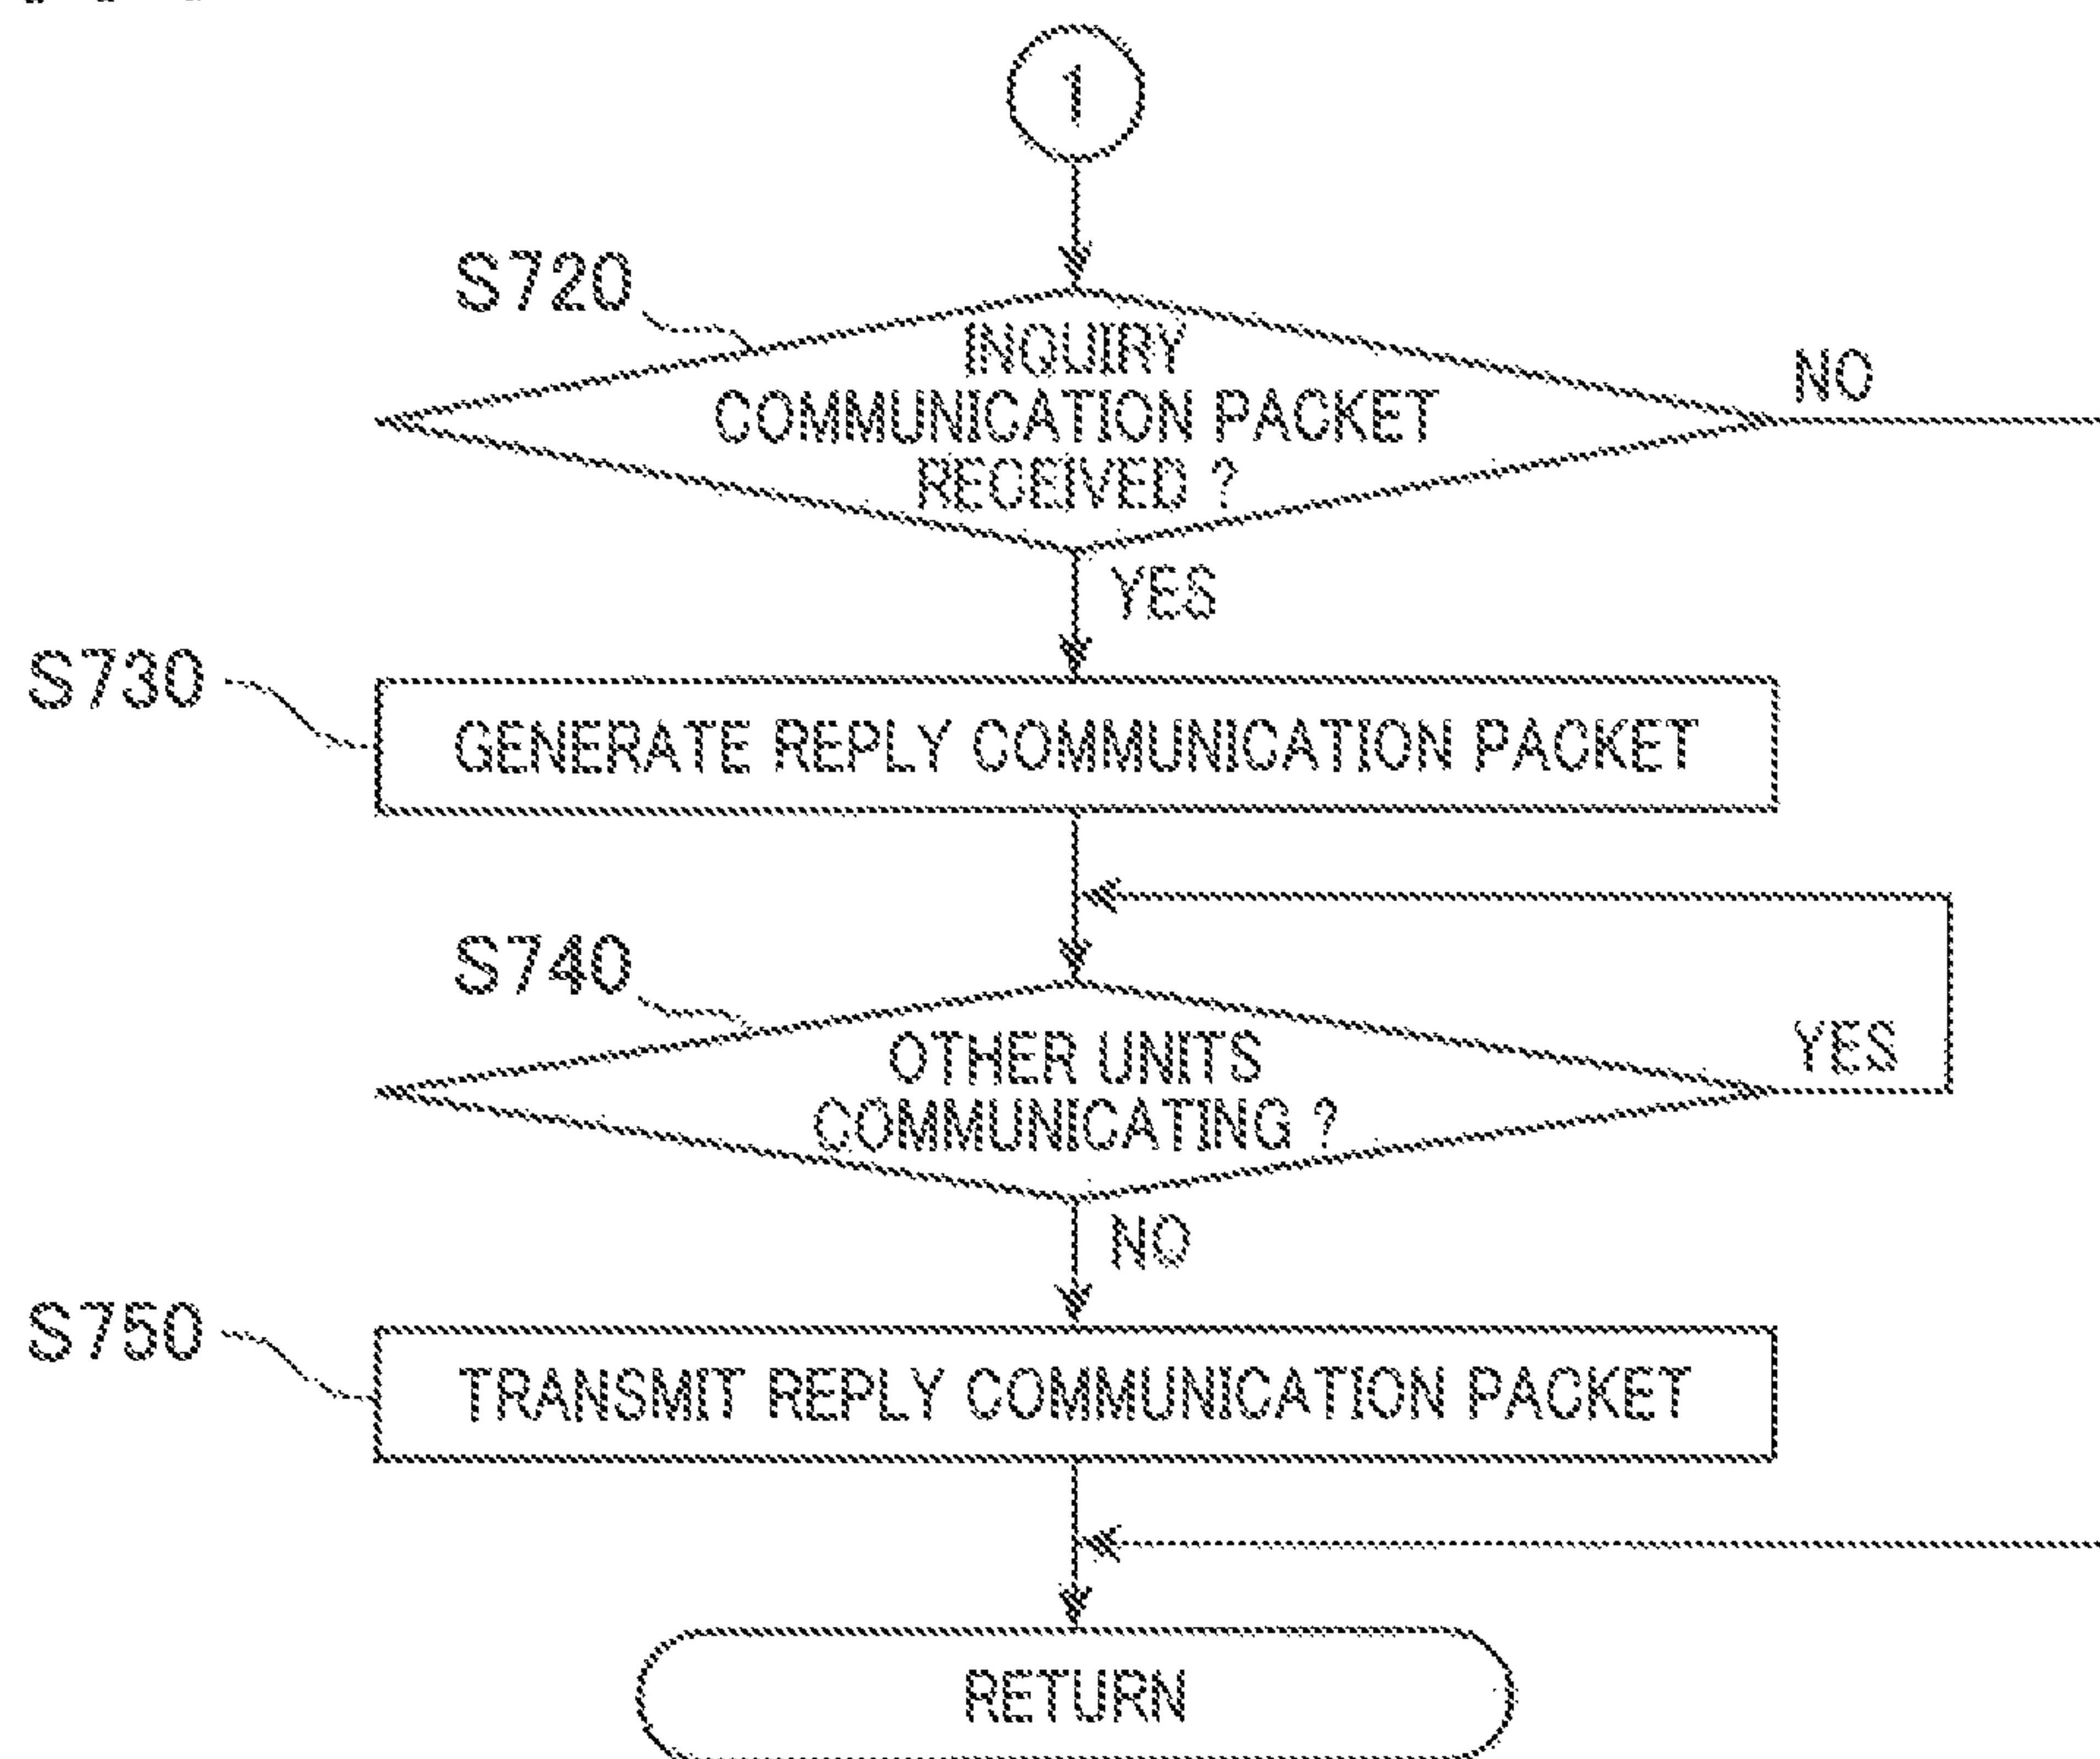 1
S720
INQUIRY
COMMUNICATION PACKET
RECEIVED ?
NO
YES
S730
GENERATE REPLY COMMUNICATION PACKET
S740
OTHER UNITS
COMMUNICATING ?
YES
NO
S750
TRANSMIT REPLY COMMUNICATION PACKET
RETURN